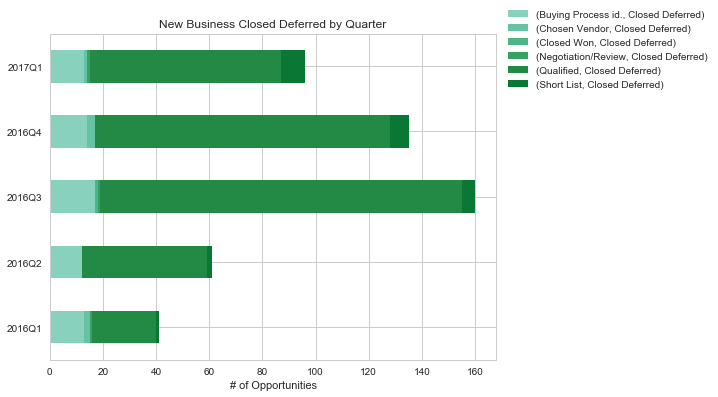 New Business Closed Deferred by Quarter
(Buying Process id., Closed Deferred)
(Chosen Vendor, Closed Deferred)
(Closed Won, Closed Deferred)
(Negotiation/Review, Closed Deferred)
(Qualified, Closed Deferred)
(Short List, Closed Deferred)
2017Q1
2016Q4
2016Q3
2016Q2
2016Q1
0 20 40 60 80 100 120 140 160
# of Opportunities